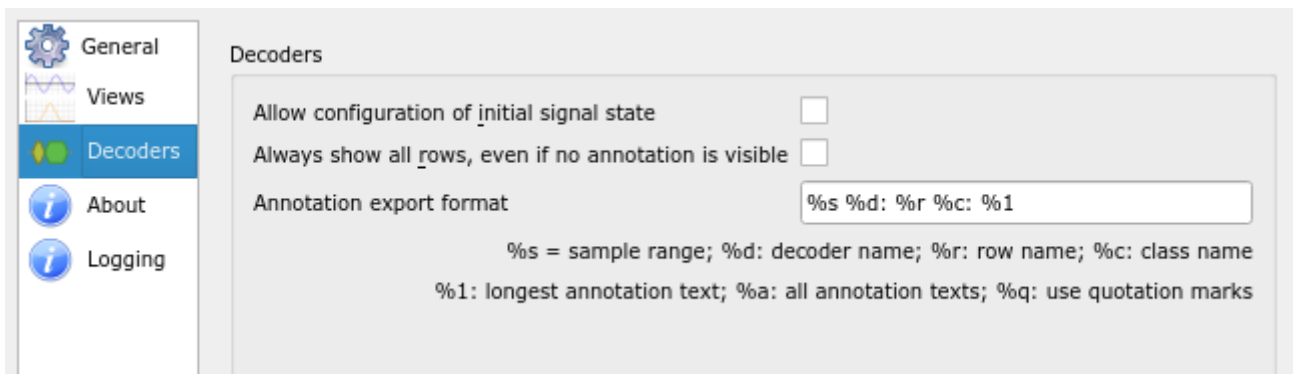 General
Views
Decoders
About
Logging
Decoders
Allow configuration of initial signal state
Always show all rows, even if no annotation is visible
Annotation export format %s %d: %r %c: %1
%s = sample range; %d: decoder name; %r: row name; %c: class name
%1: longest annotation text; %a: all annotation texts; %q: use quotation marks